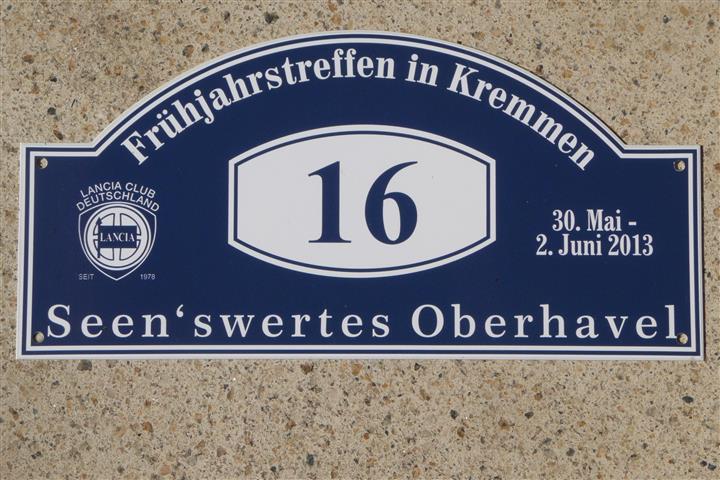 Frühjahrstreffen in Kremmen
LANCIA CLUB
DEUTSCHLAND
LANCIA
SEIT 1978
16
30. Mai -
2. Juni 2013
Seen‘swertes Oberhavel